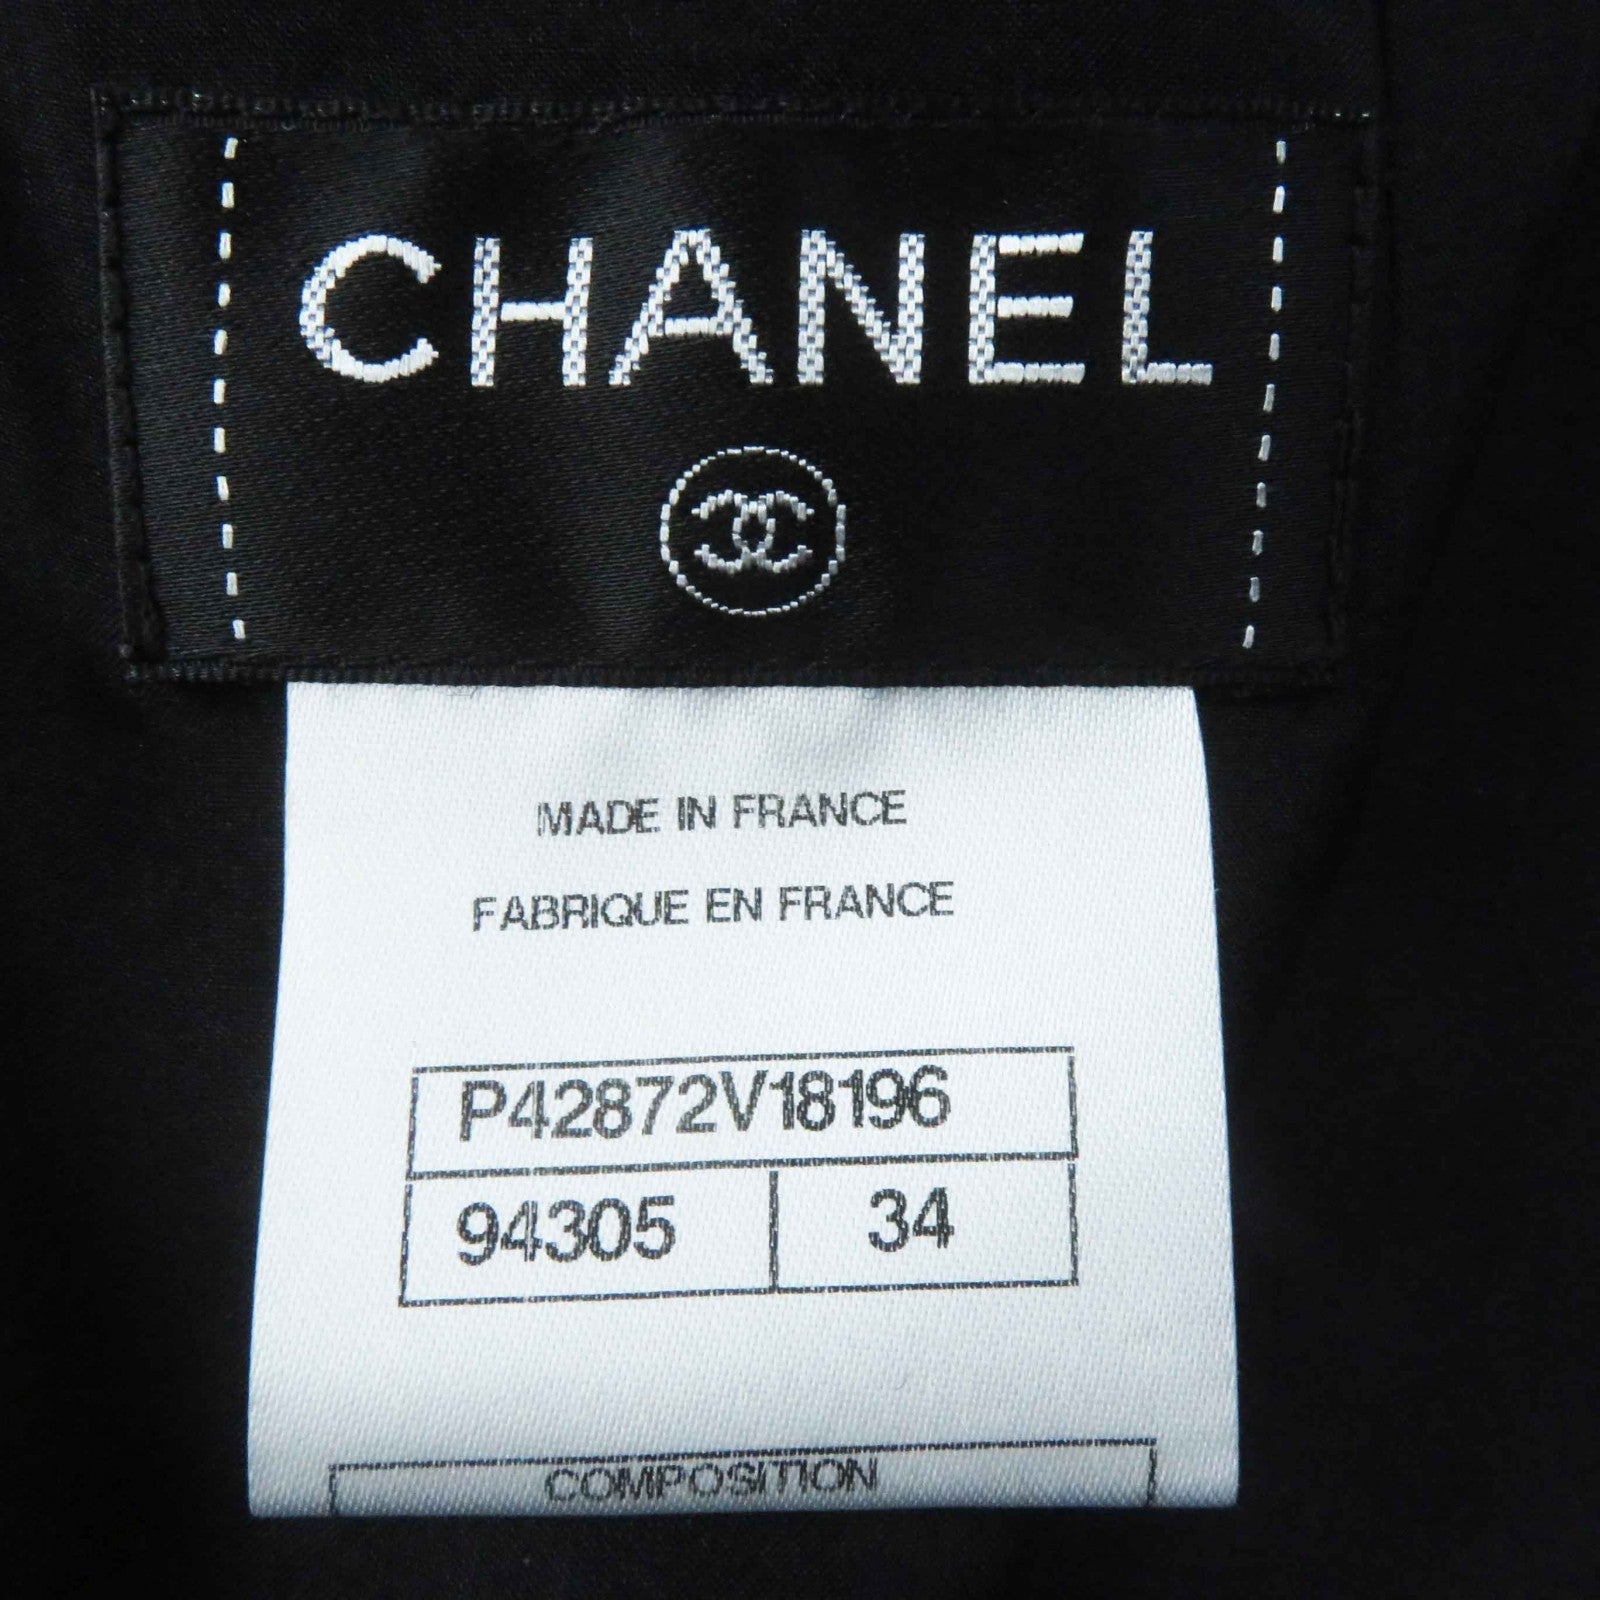 CHANEL
MADE IN FRANCE
FABRIQUE EN FRANCE
P42872V18196
94305 34
COMPOSITION